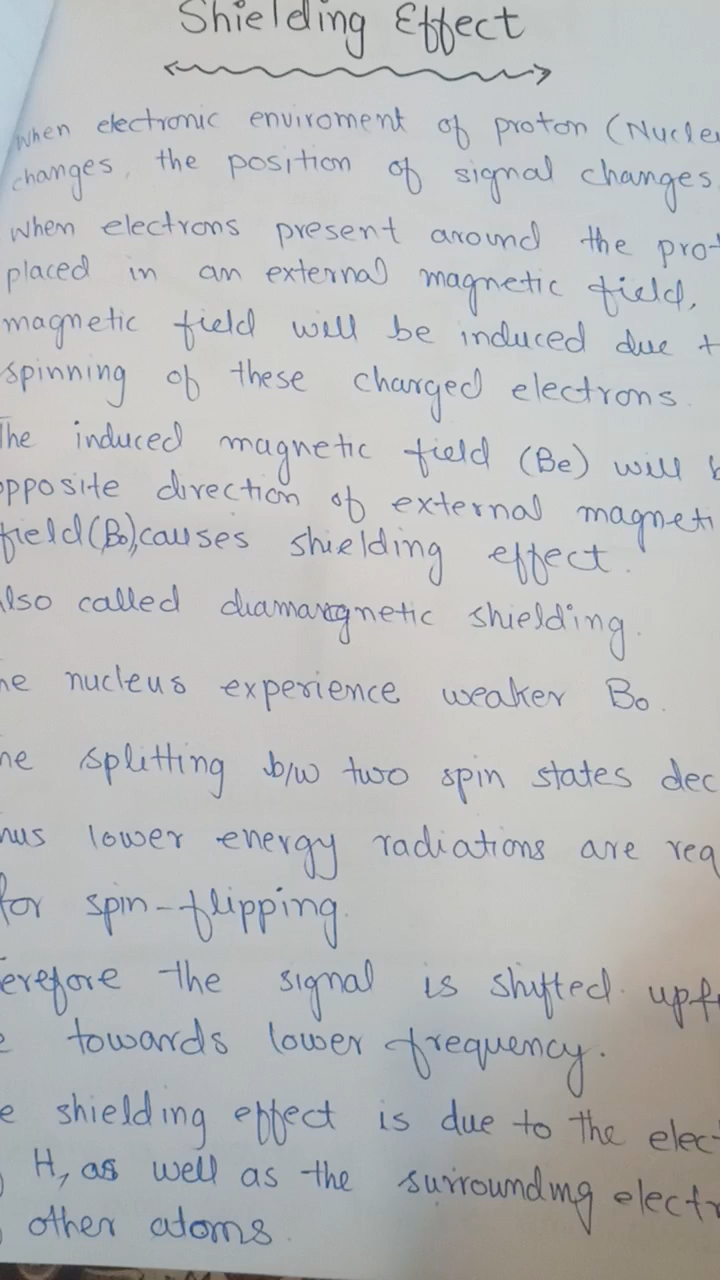 Shielding Effect
When electronic enviroment of proton (Nucle
changes, the position of signal changes
When electrons present around the prot
placed in an external magnetic field,
magnetic field will be induced due t
spinning of these charged electrons.
The induced magnetic field (Be) will b
opposite direction of external magneti
field (Bo), causes shielding effect.
Also called diamagnetic shielding.
he nucleus experience weaker Bo.
he splitting b/w two spin states dec
hus lower energy radiations are req
for spin-flipping.
erefore the signal is shifted upf
e towards lower frequency.
e shielding effect is due to the elect
H, as well as the surrounding electr
other atoms.